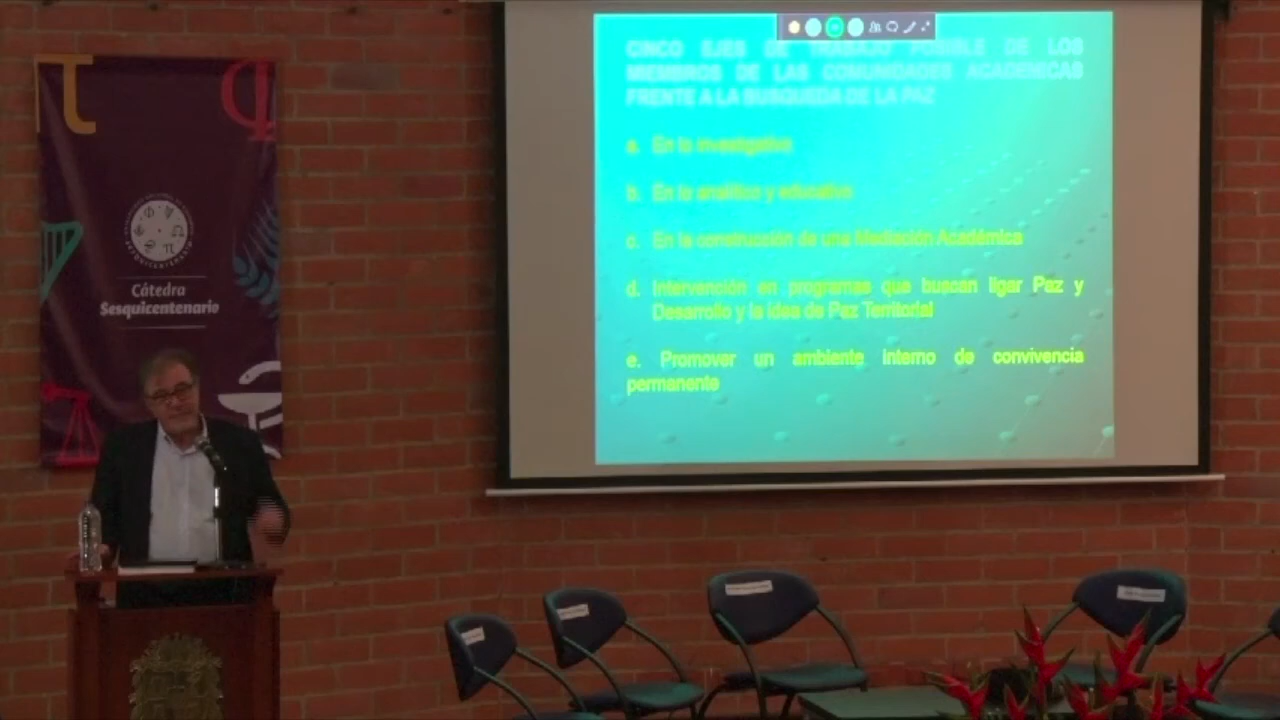 CINCO EJES DE TRABAJO POSIBLE DE LOS
MIEMBROS DE LAS COMUNIDADES ACADEMICAS
FRENTE A LA BUSQUEDA DE LA PAZ
a. En lo investigativo
b. En lo analítico y educativo
c. En la construcción de una Mediación Académica
d. Intervención en programas que buscan ligar Paz y
Desarrollo y la idea de Paz Territorial
e. Promover un ambiente interno de convivencia
permanente
Cátedra
Sesquicentenario